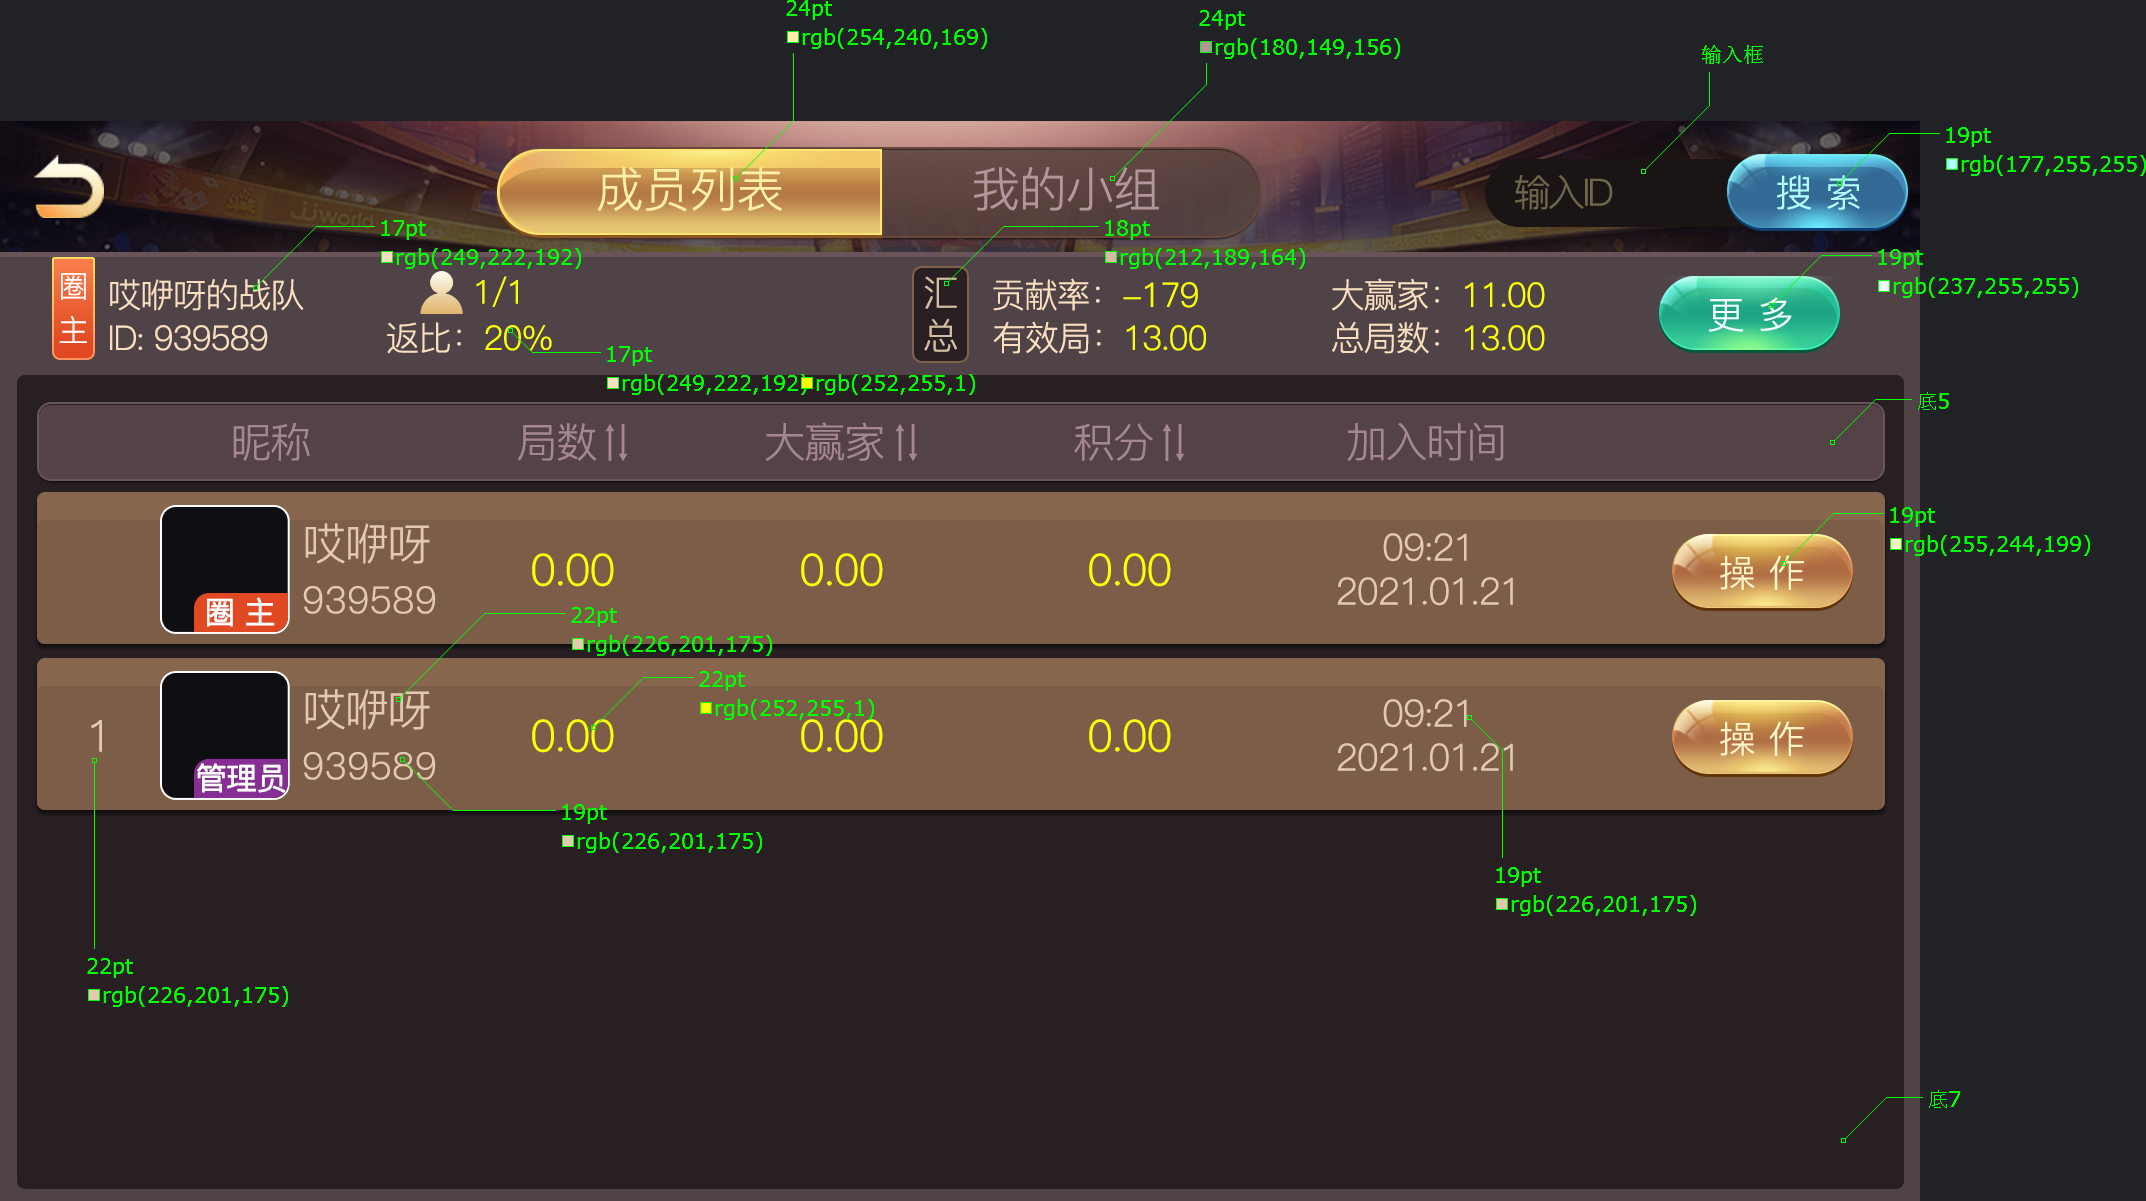 24pt
rgb(254,240,169)
24pt
rgb(180,149,156)
输入框
19pt
rgb(177,255,255)
成员列表
我的小组
输入ID
搜 索
jjworld
17pt
rgb(249,222,192)
18pt
rgb(212,189,164)
19pt
rgb(237,255,255)
圈主
哎咿呀的战队
ID: 939589
1/1
返比: 20%
汇总
贡献率: -179
有效局: 13.00
大赢家: 11.00
总局数: 13.00
更 多
17pt
rgb(249,222,192) rgb(252,255,1)
底5
昵称 局数 大赢家 积分 加入时间
19pt
rgb(255,244,199)
圈 主
哎咿呀
939589
0.00 0.00 0.00
09:21
2021.01.21
操 作
22pt
rgb(226,201,175)
22pt
rgb(252,255,1)
1
管理员
哎咿呀
939589
0.00 0.00 0.00
09:21
2021.01.21
操 作
19pt
rgb(226,201,175)
19pt
rgb(226,201,175)
22pt
rgb(226,201,175)
底7